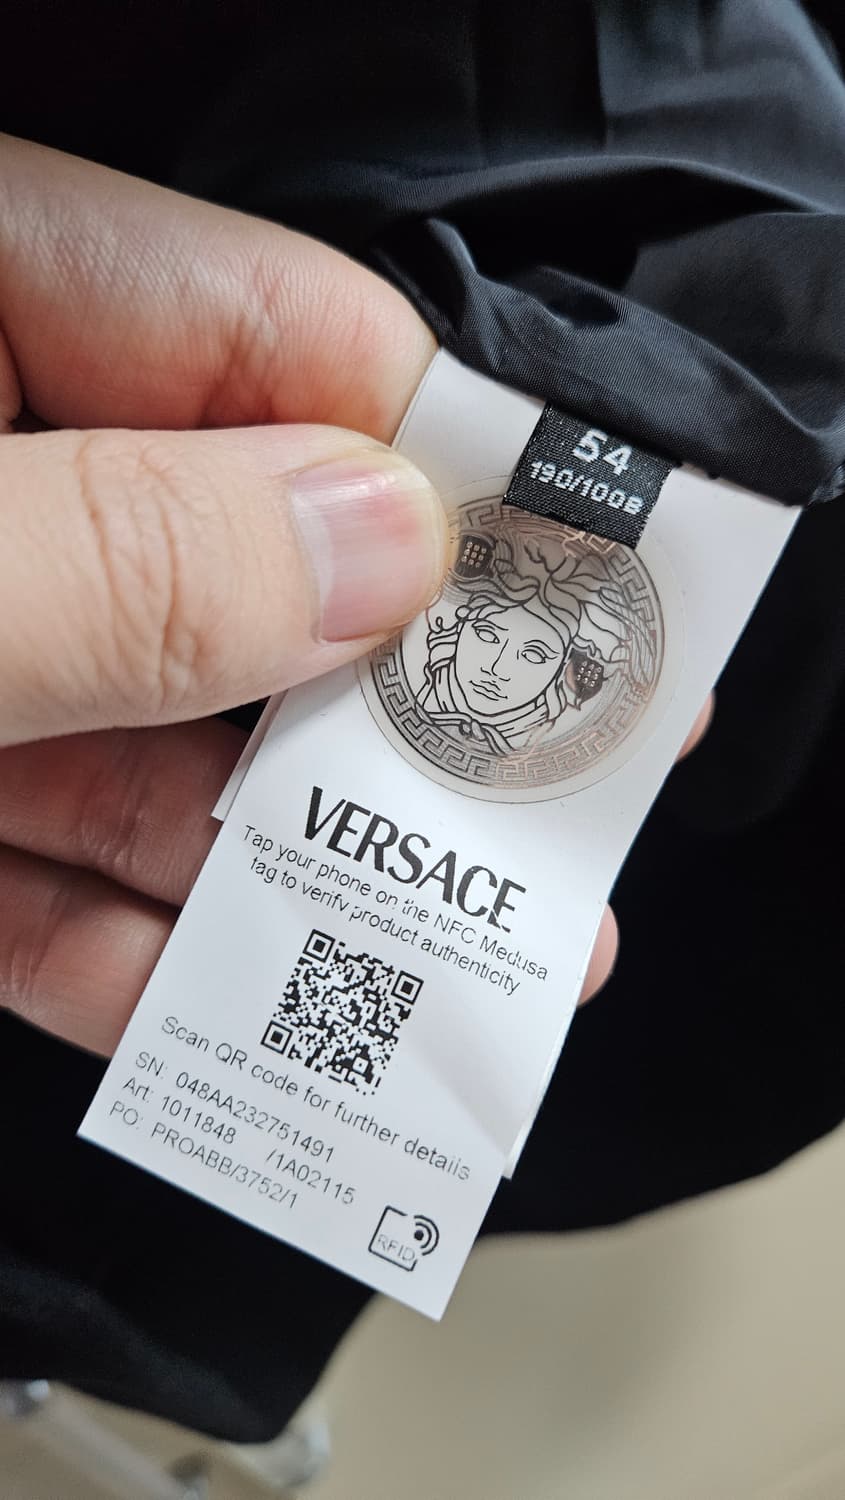 54
190/100B
VERSACE
Tap your phone on the NFC Medusa
tag to verify product authenticity
Scan QR code for further details
SN: 048AA232751491
Art: 1011848 /1A02115
PO: PROABB/3752/1
RFID